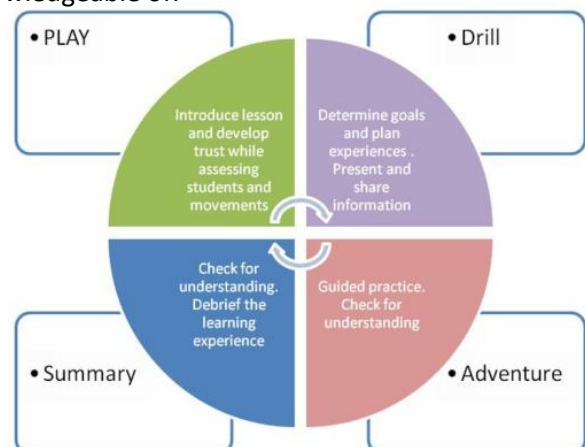 • PLAY
• Drill
Introduce lesson
and develop
trust while
assessing
students and
movements
Determine goals
and plan
experiences .
Present and
share
information
Check for
understanding.
Debrief the
learning
experience
Guided practice.
Check for
understanding
• Summary
• Adventure